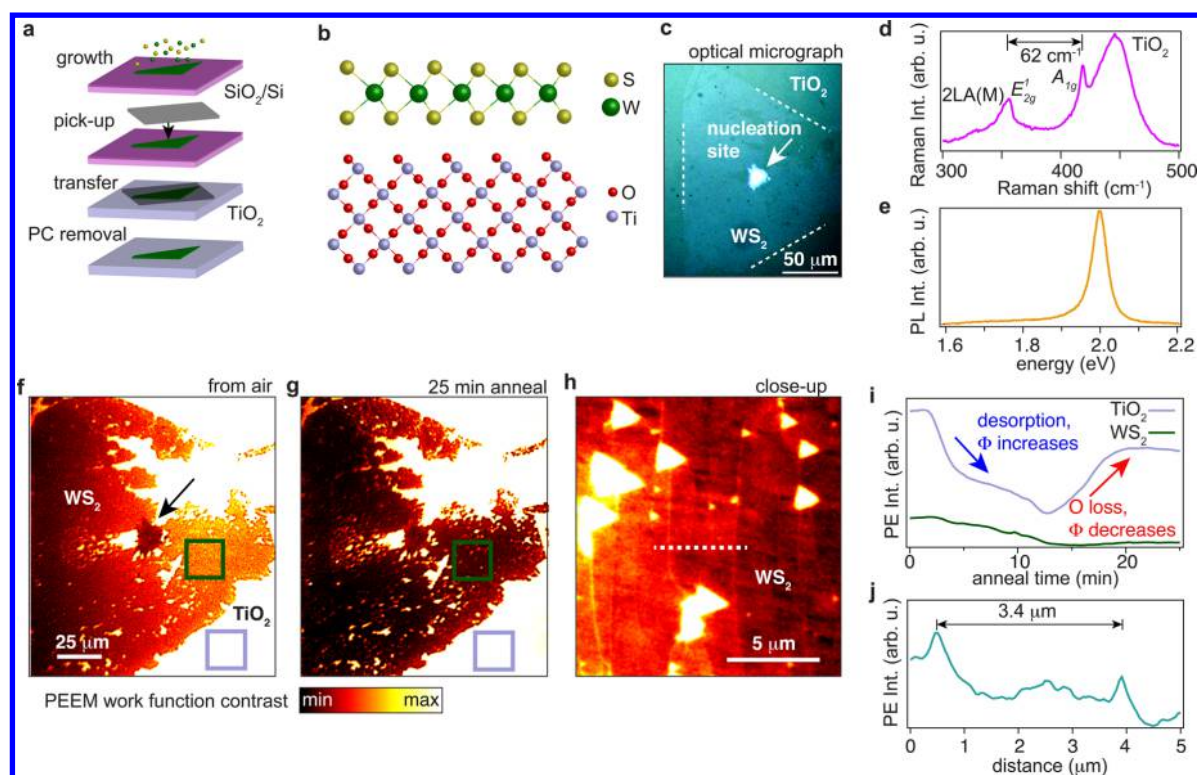 a
growth
SiO2/Si
pick-up
transfer
TiO2
PC removal
b
S
W
O
Ti
c
optical micrograph
TiO2
nucleation
site
WS2
50 μm
d
Raman Int. (arb. u.)
2LA(M)
E¹2g
62 cm⁻¹
A1g
TiO2
300
400
500
Raman shift (cm⁻¹)
e
PL Int. (arb. u.)
1.6
1.8
2.0
2.2
energy (eV)
f
from air
WS2
TiO2
25 μm
g
25 min anneal
h
close-up
WS2
5 μm
PEEM work function contrast
min
max
i
PE Int. (arb. u.)
desorption,
Φ increases
TiO2
WS2
O loss,
Φ decreases
0
10
20
anneal time (min)
j
PE Int. (arb. u.)
3.4 μm
0
1
2
3
4
5
distance (μm)